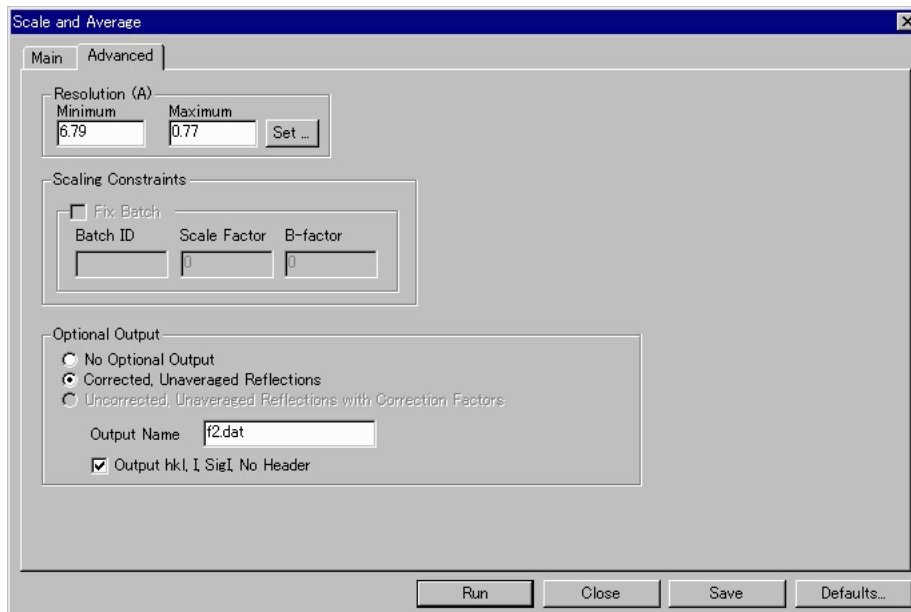 Scale and Average
Main Advanced
Resolution (A)
Minimum Maximum
6.79 0.77 Set ...
Scaling Constraints
Fix Batch
Batch ID Scale Factor B-factor
0 0
Optional Output
No Optional Output
Corrected, Unaveraged Reflections
Uncorrected, Unaveraged Reflections with Correction Factors
Output Name f2.dat
Output hkl, I, SigI, No Header
Run Close Save Defaults...